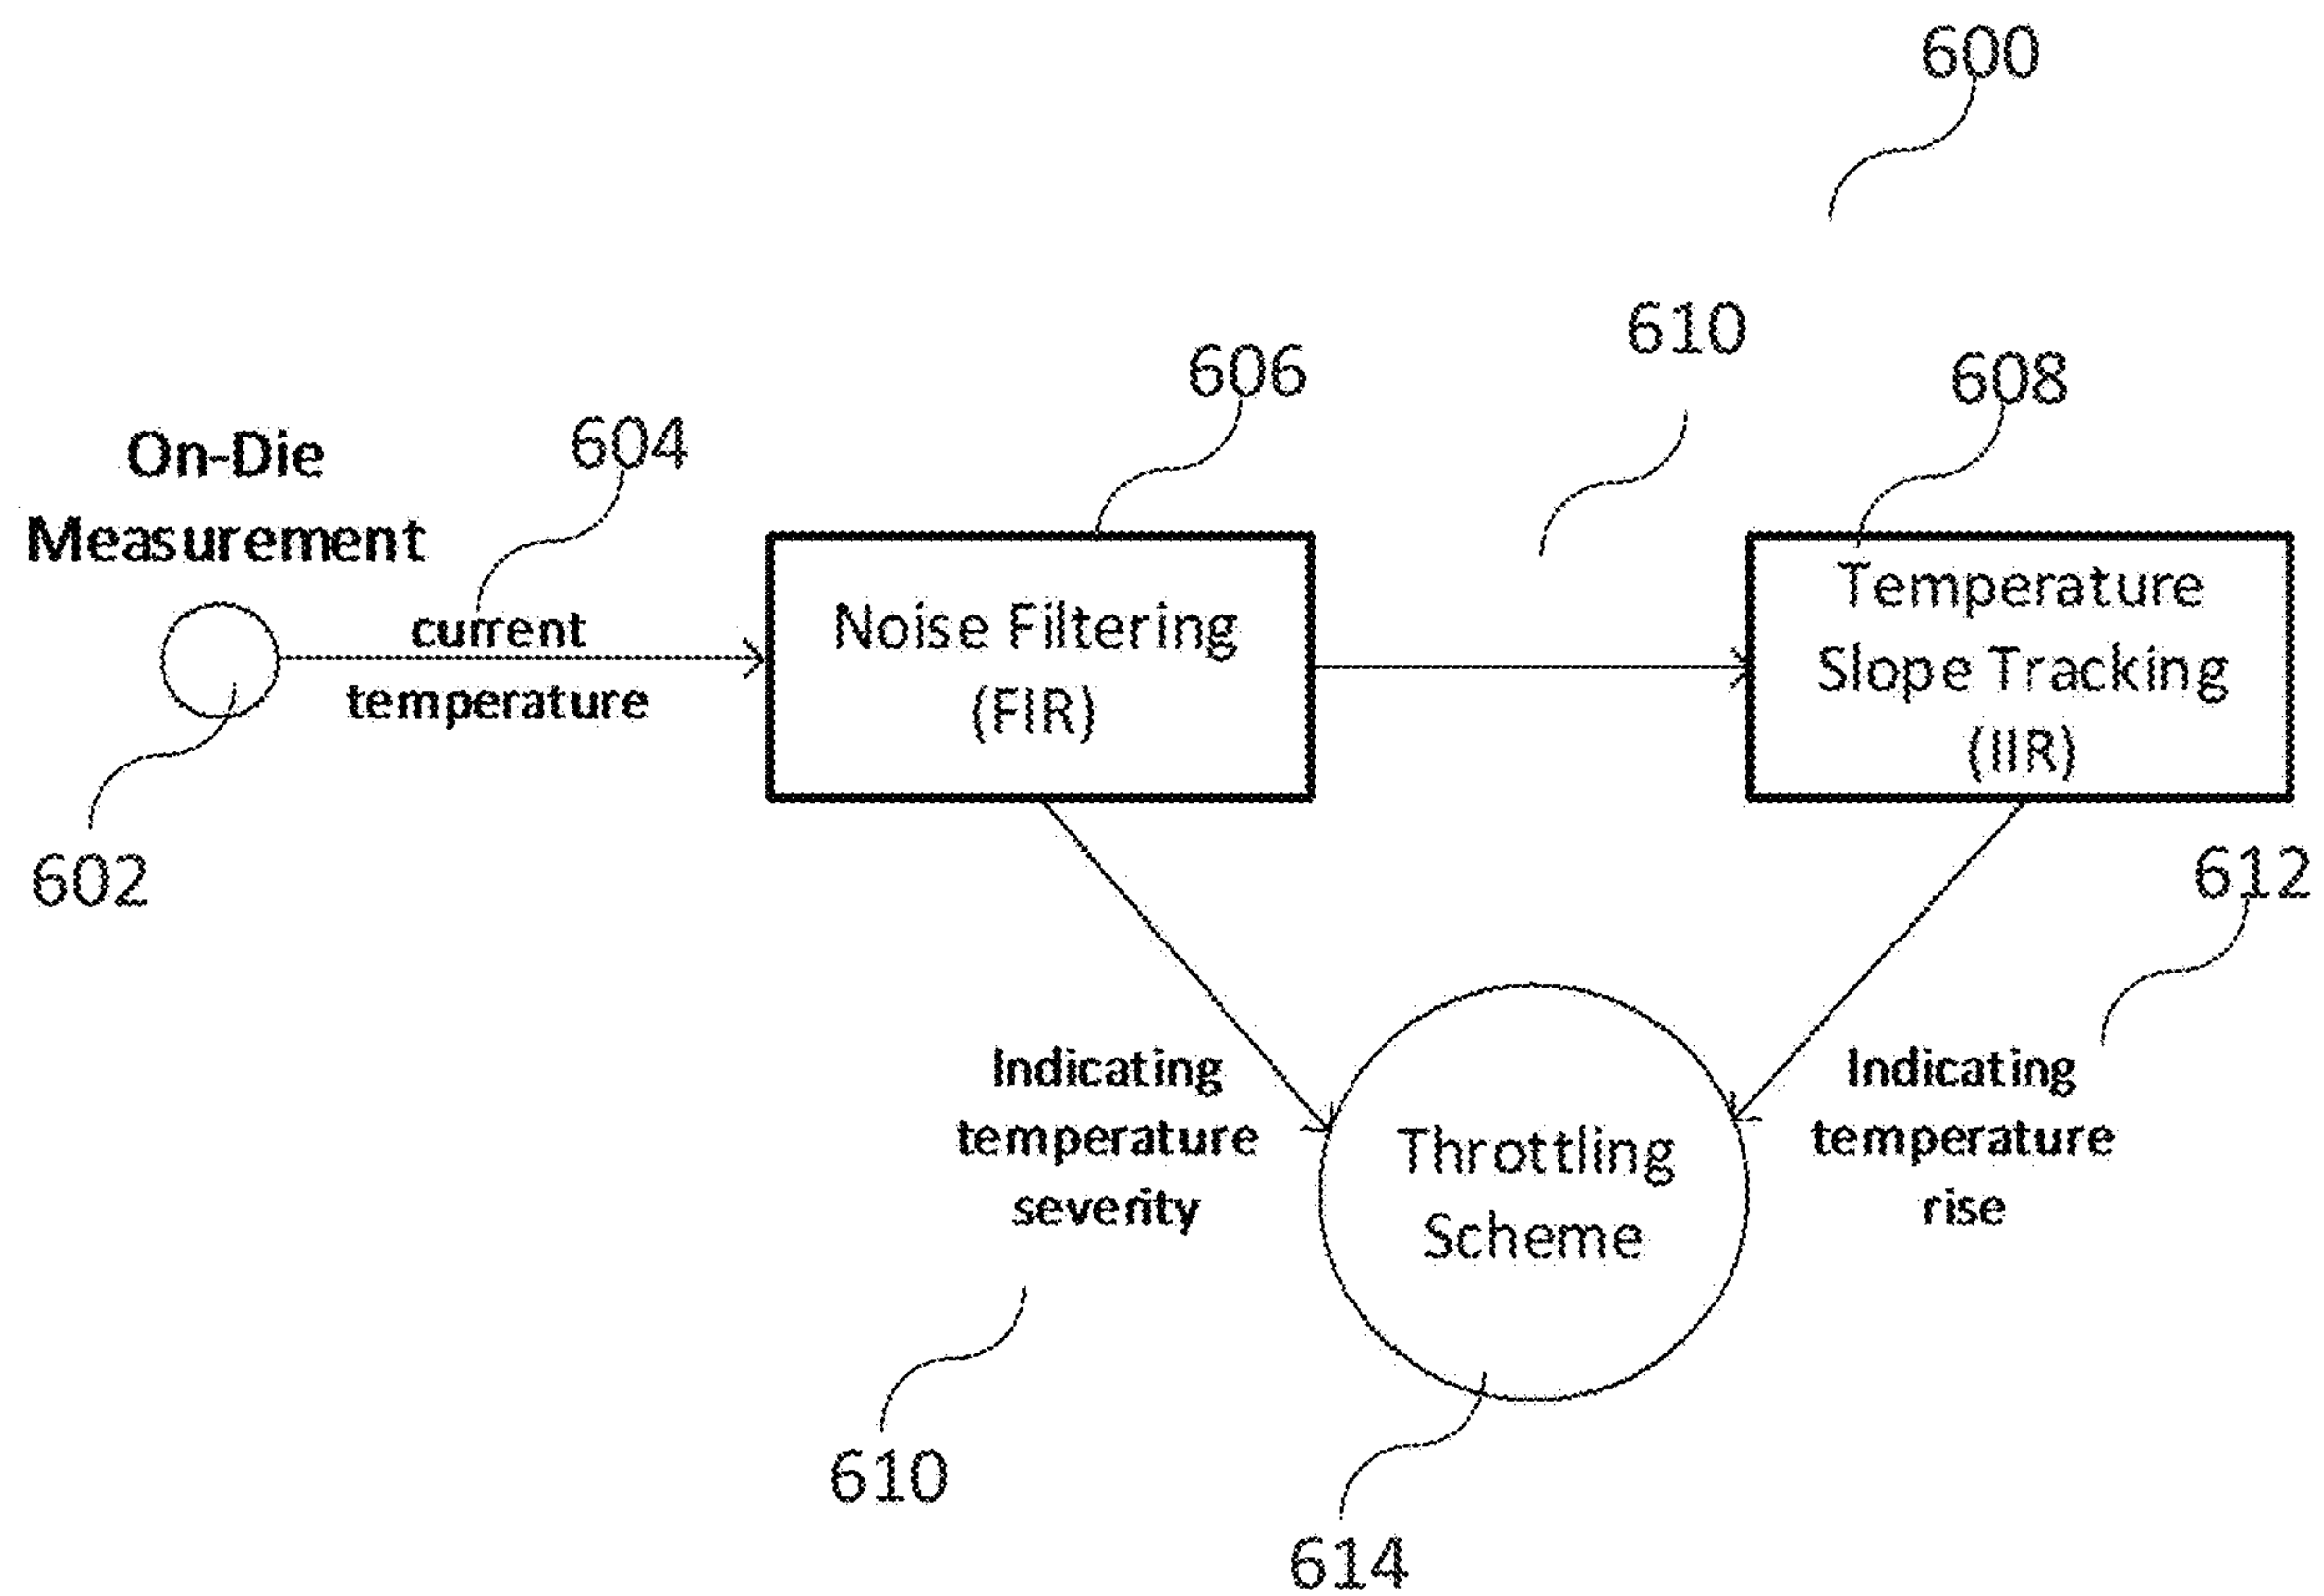 600
610
606
608
604
On-Die
Measurement
current
temperature
Noise Filtering
(FIR)
Temperature
Slope Tracking
(IIR)
602
612
Indicating
temperature
severity
Throttling
Scheme
Indicating
temperature
rise
610
614